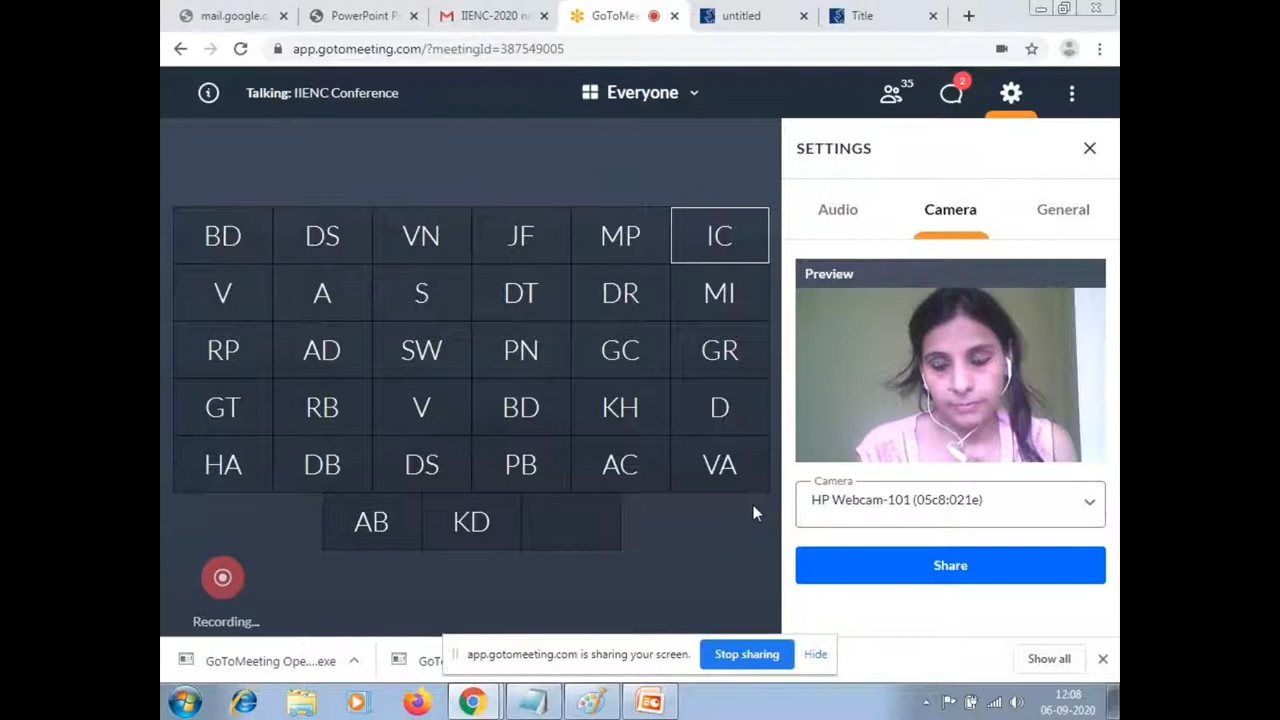 mail.google.c
PowerPoint P
IIENC-2020 n
GoToMee
untitled
Title
app.gotomeeting.com/?meetingId=387549005
Talking: IIENC Conference
Everyone
35
2
SETTINGS
Audio
Camera
General
Preview
BD DS VN JF MP IC
V A S DT DR MI
RP AD SW PN GC GR
GT RB V BD KH D
HA DB DS PB AC VA
AB KD
Camera
HP Webcam-101 (05c8:021e)
Share
Recording...
GoToMeeting Ope....exe
GoTo
app.gotomeeting.com is sharing your screen.
Stop sharing
Hide
Show all
12:08
06-09-2020